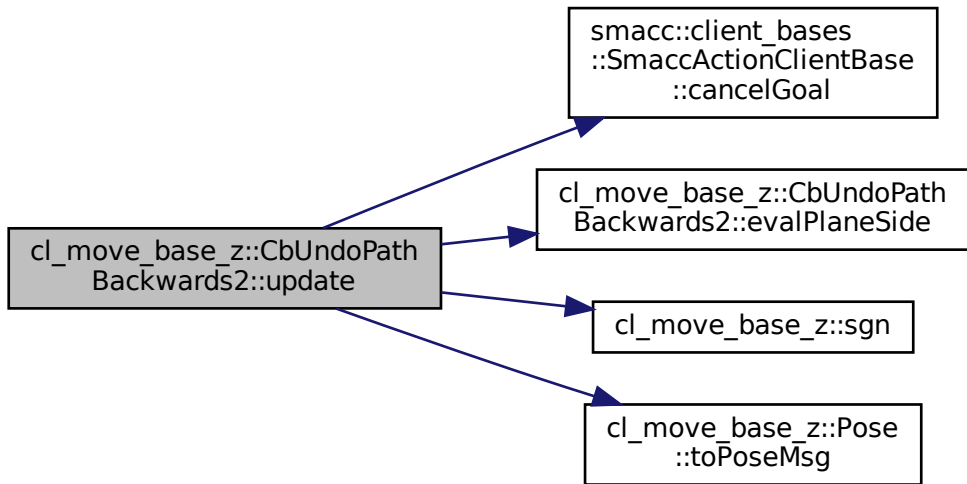 smacc::client_bases
::SmaccActionClientBase
::cancelGoal
cl_move_base_z::CbUndoPath
Backwards2::evalPlaneSide
cl_move_base_z::CbUndoPath
Backwards2::update
cl_move_base_z::sgn
cl_move_base_z::Pose
::toPoseMsg